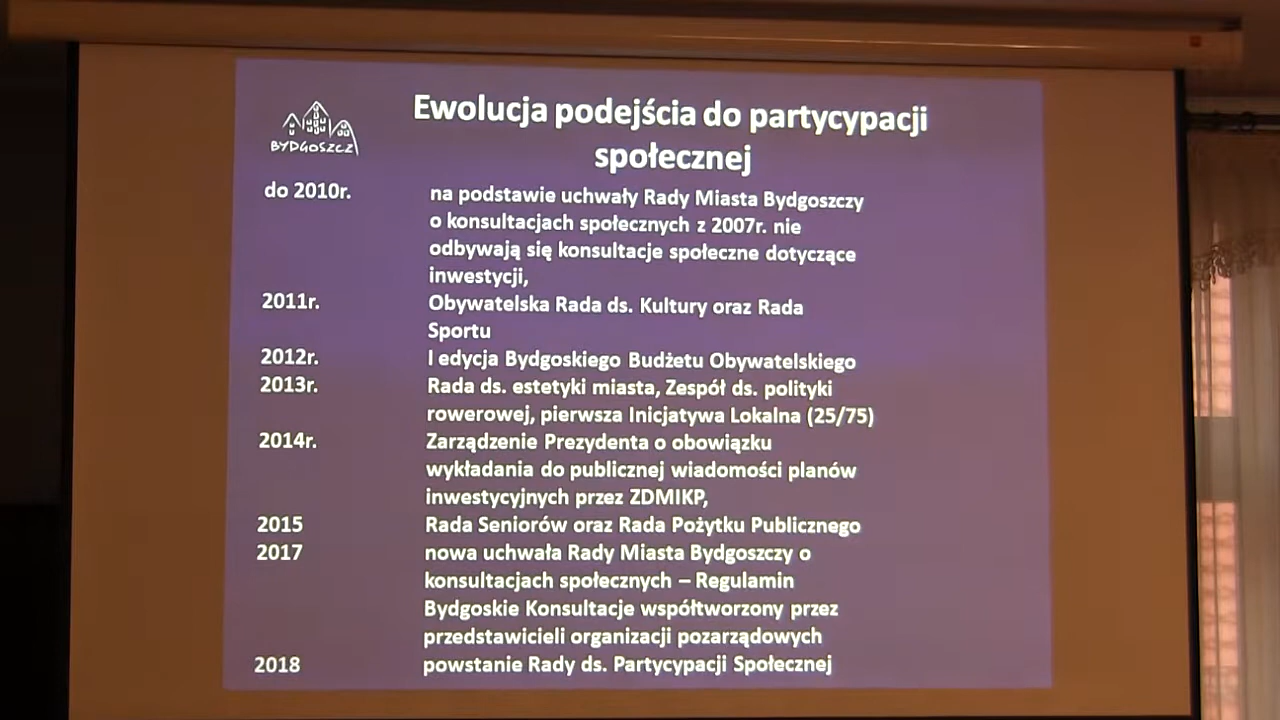 BYDGOSZCZ
Ewolucja podejścia do partycypacji
społecznej
do 2010r. na podstawie uchwały Rady Miasta Bydgoszczy
o konsultacjach społecznych z 2007r. nie
odbywają się konsultacje społeczne dotyczące
inwestycji,
2011r. Obywatelska Rada ds. Kultury oraz Rada
Sportu
2012r. I edycja Bydgoskiego Budżetu Obywatelskiego
2013r. Rada ds. estetyki miasta, Zespół ds. polityki
rowerowej, pierwsza Inicjatywa Lokalna (25/75)
2014r. Zarządzenie Prezydenta o obowiązku
wykładania do publicznej wiadomości planów
inwestycyjnych przez ZDMIKP,
2015 Rada Seniorów oraz Rada Pożytku Publicznego
2017 nowa uchwała Rady Miasta Bydgoszczy o
konsultacjach społecznych – Regulamin
Bydgoskie Konsultacje współtworzony przez
przedstawicieli organizacji pozarządowych
2018 powstanie Rady ds. Partycypacji Społecznej